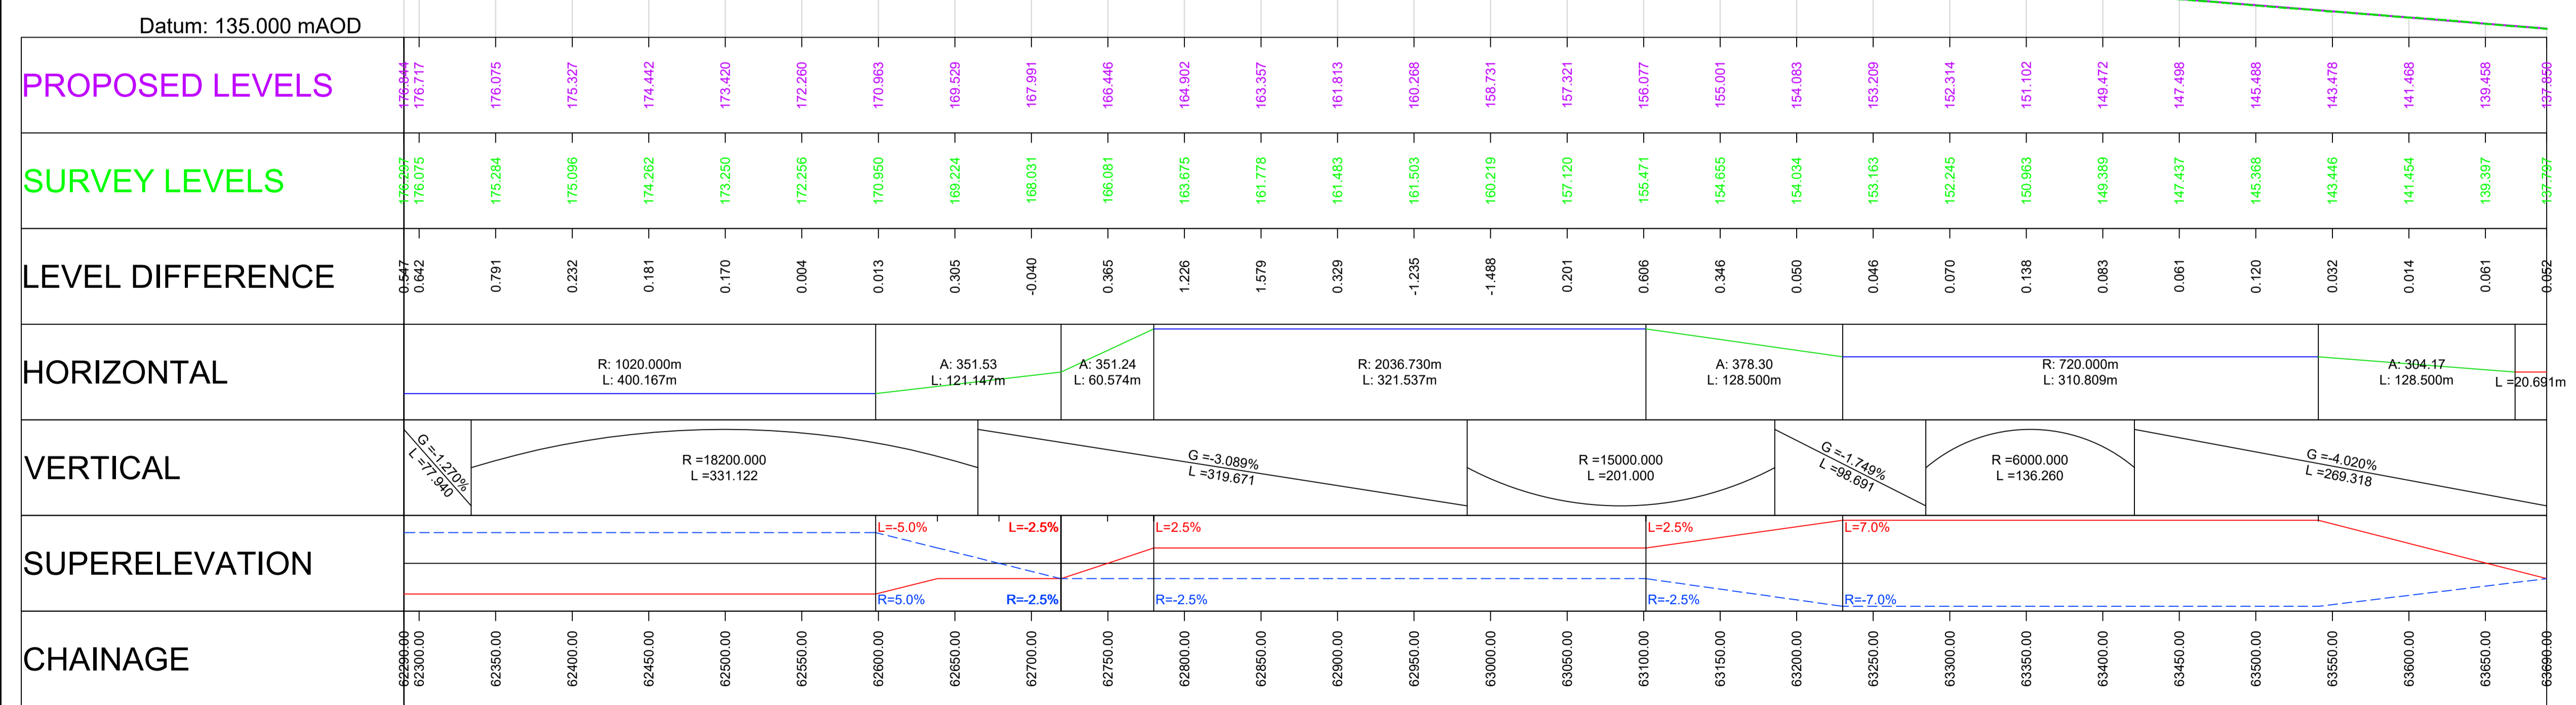 Datum: 135.000 mAOD
PROPOSED LEVELS
176.844 176.717 176.075 175.327 174.442 173.420 172.260 170.963 169.529 167.991 166.446 164.902 163.357 161.813 160.268 158.731 157.321 156.077 155.001 154.083 153.209 152.314 151.102 149.472 147.498 145.488 143.478 141.468 139.458 137.850
SURVEY LEVELS
176.297 176.075 175.284 175.096 174.262 173.250 172.256 170.950 169.224 168.031 166.081 163.675 161.778 161.483 161.503 160.219 157.120 155.471 154.655 154.034 153.163 152.245 150.963 149.389 147.437 145.368 143.446 141.454 139.397 137.797
LEVEL DIFFERENCE
0.547 0.642 0.791 0.232 0.181 0.170 0.004 0.013 0.305 -0.040 0.365 1.226 1.579 0.329 -1.235 -1.488 0.201 0.606 0.346 0.050 0.046 0.070 0.138 0.083 0.061 0.120 0.032 0.014 0.061 0.052
HORIZONTAL
R: 1020.000m
L: 400.167m
A: 351.53
L: 121.147m
A: 351.24
L: 60.574m
R: 2036.730m
L: 321.537m
A: 378.30
L: 128.500m
R: 720.000m
L: 310.809m
A: 304.17
L: 128.500m
L =20.691m
VERTICAL
G =-1.270%
L =77.940
R =18200.000
L =331.122
G =-3.089%
L =319.671
R =15000.000
L =201.000
G =-1.749%
L =98.691
R =6000.000
L =136.260
G =-4.020%
L =269.318
SUPERELEVATION
L=-5.0% L=-2.5% L=2.5% L=2.5% L=7.0%
R=5.0% R=-2.5% R=-2.5% R=-2.5% R=-7.0%
CHAINAGE
62290.00 62300.00 62350.00 62400.00 62450.00 62500.00 62550.00 62600.00 62650.00 62700.00 62750.00 62800.00 62850.00 62900.00 62950.00 63000.00 63050.00 63100.00 63150.00 63200.00 63250.00 63300.00 63350.00 63400.00 63450.00 63500.00 63550.00 63600.00 63650.00 63690.00